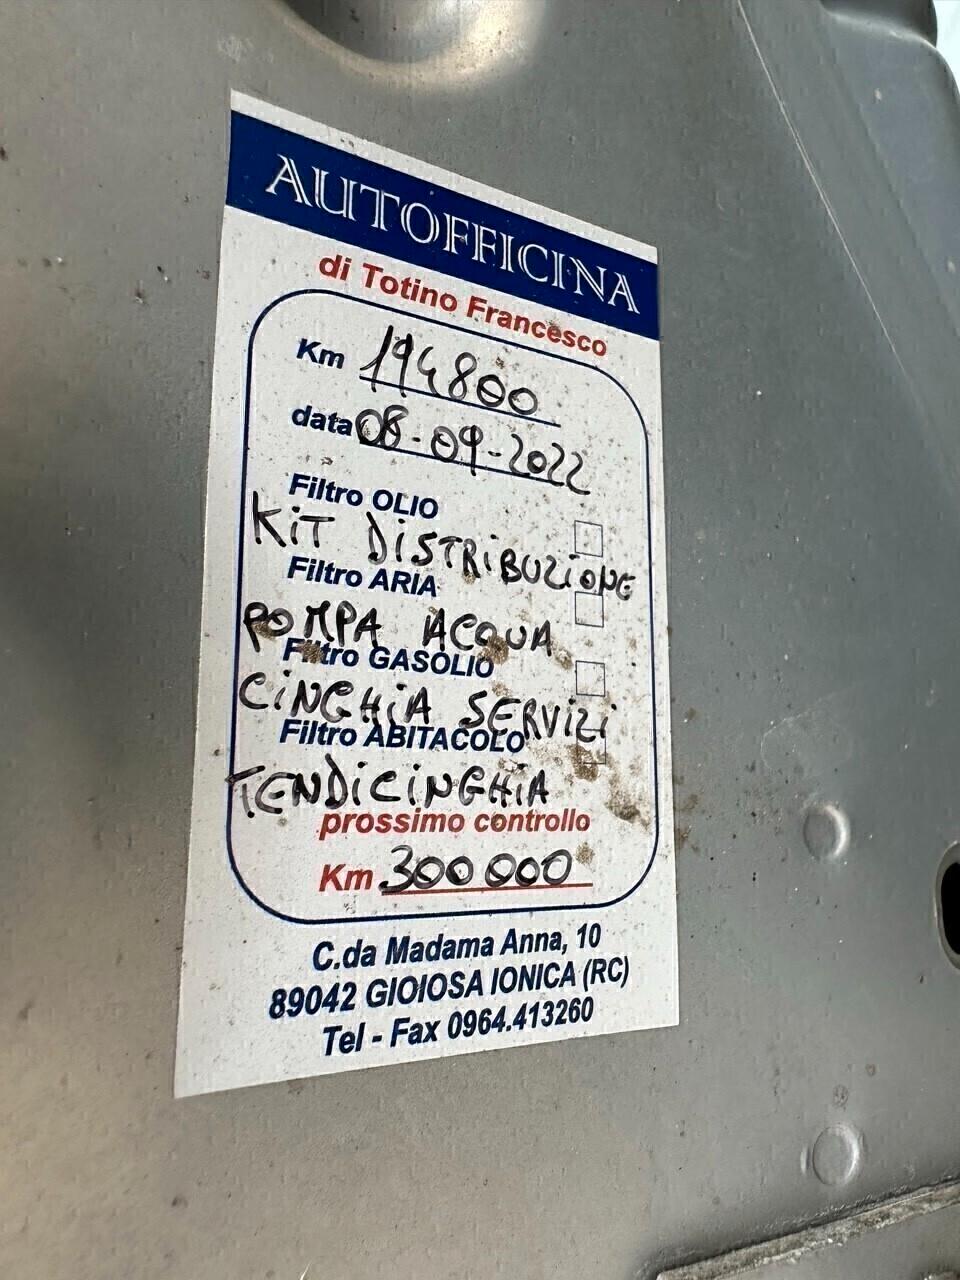 AUTOFFICINA
di Totino Francesco
Km 194800
data 08-09-2022
Filtro OLIO
KIT DISTRIBUZIONE
Filtro ARIA
POMPA ACQUA
Filtro GASOLIO
CINGHIA SERVIZI
Filtro ABITACOLO
TENDICINGHIA
prossimo controllo
Km 300000
C.da Madama Anna, 10
89042 GIOIOSA IONICA (RC)
Tel - Fax 0964.413260